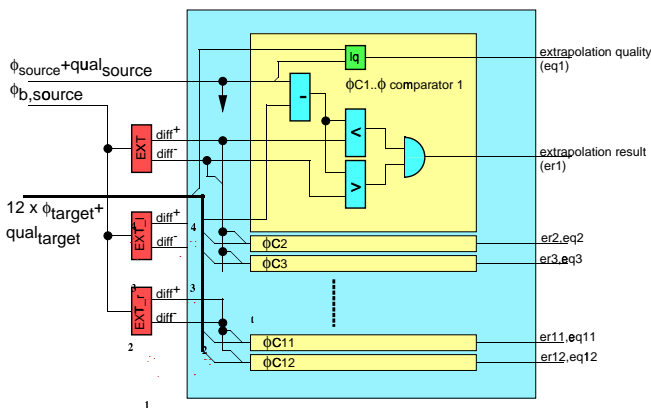 ϕsource+qualsource
ϕb,source
12 x ϕtarget+
qualtarget
EXT
diff+
diff-
EXT_l
diff+
diff-
EXT_r
diff+
diff-
Iq
-
<
>
ϕC1..ϕ comparator 1
ϕC2
ϕC3
ϕC11
ϕC12
extrapolation quality
(eq1)
extrapolation result
(er1)
er2,eq2
er3,eq3
er11,eq11
er12,eq12
4
4
3
3
2
2
1
t